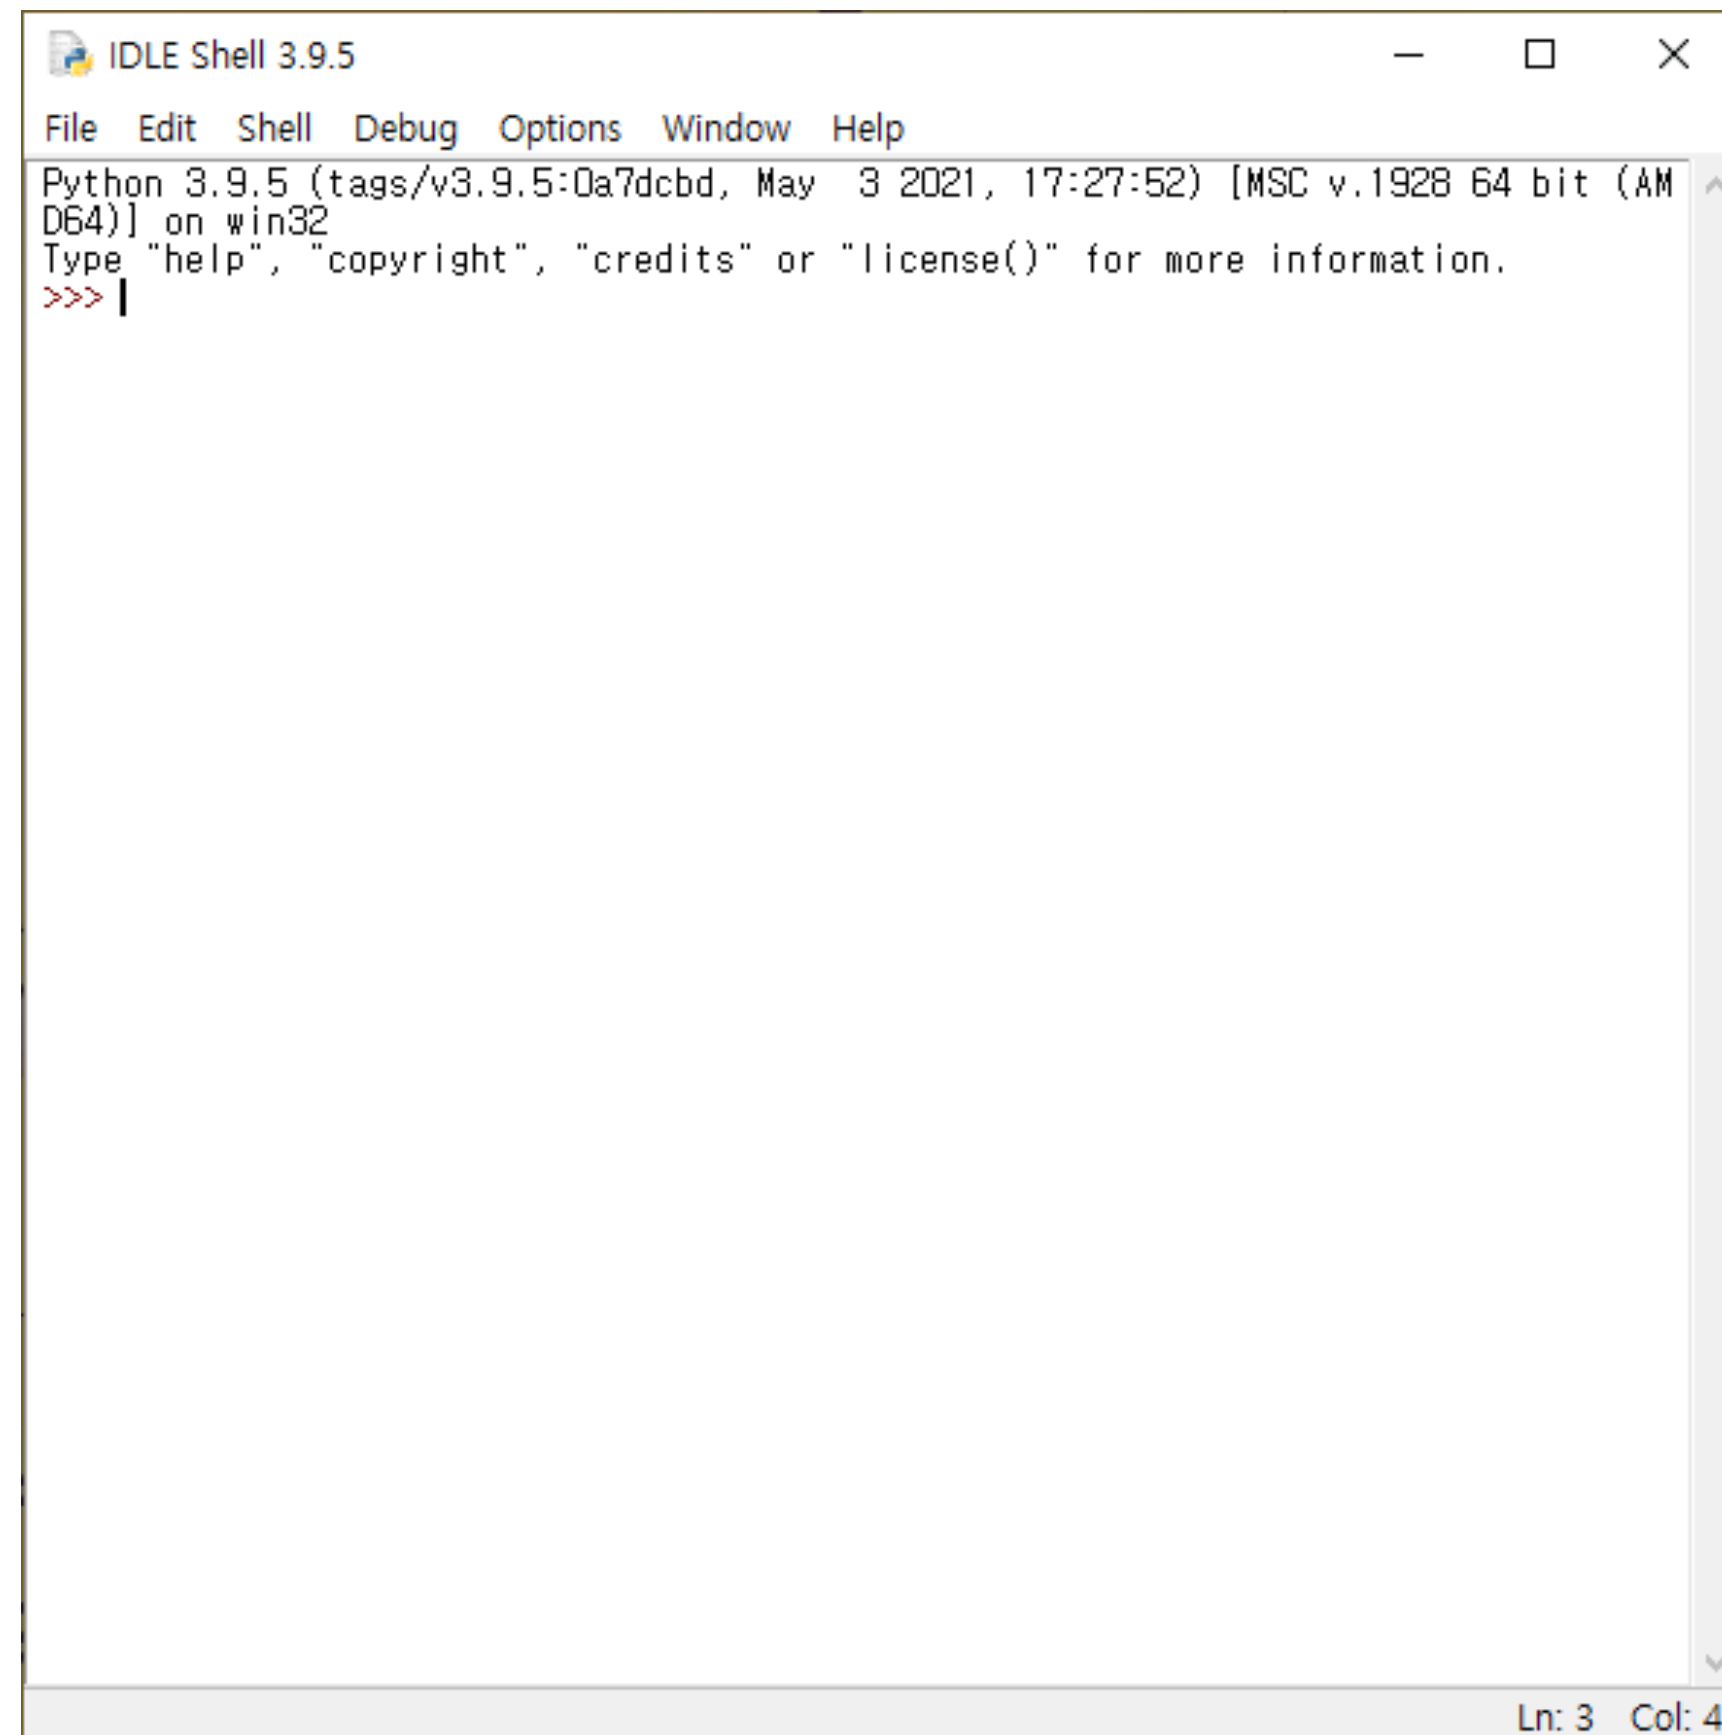 IDLE Shell 3.9.5
File Edit Shell Debug Options Window Help
Python 3.9.5 (tags/v3.9.5:0a7dcbd, May  3 2021, 17:27:52) [MSC v.1928 64 bit (AM
D64)] on win32
Type "help", "copyright", "credits" or "license()" for more information.
>>>
Ln: 3 Col: 4